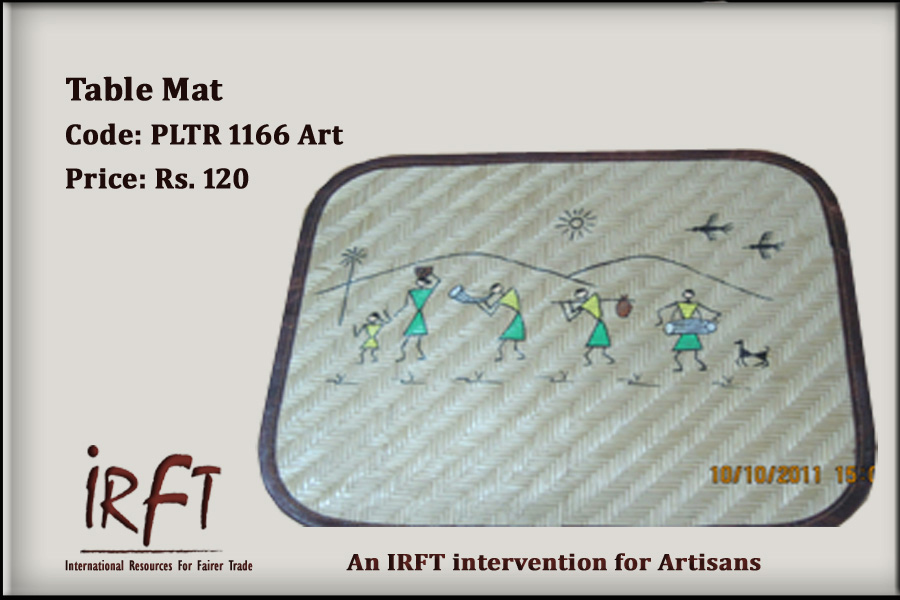 Table Mat
Code: PLTR 1166 Art
Price: Rs. 120
10/10/2011
iRFT
International Resources For Fairer Trade
An IRFT intervention for Artisans